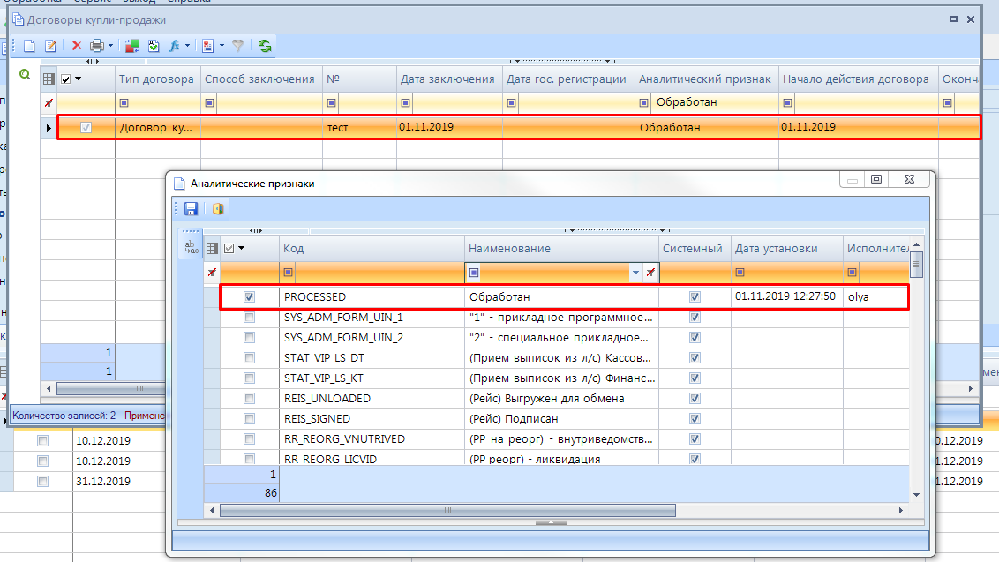 Обработка Сервис Выход Справка
Договоры купли-продажи
Тип договора Способ заключения № Дата заключения Дата гос. регистрации Аналитический признак Начало действия договора
Обработан
Договор ку... тест 01.11.2019 Обработан 01.11.2019
Аналитические признаки
Код Наименование Системный Дата установки
PROCESSED Обработан 01.11.2019 12:27:50 olya
SYS_ADM_FORM_UIN_1 "1" - прикладное программное...
SYS_ADM_FORM_UIN_2 "2" - специальное прикладное...
STAT_VIP_LS_DT (Прием выписок из л/с) Кассов...
STAT_VIP_LS_KT (Прием выписок из л/с) Финанс...
REIS_UNLOADED (Рейс) Выгружен для обмена
REIS_SIGNED (Рейс) Подписан
RR_REORG_VNUTRIVED (РР на реорг) - внутриведомств...
RR_REORG_LICVID (РР реорг) - ликвидация
1
86
1
1
Количество записей: 2 Примене
10.12.2019 0.12.2019
10.12.2019 1.12.2019
31.12.2019 1.12.2019